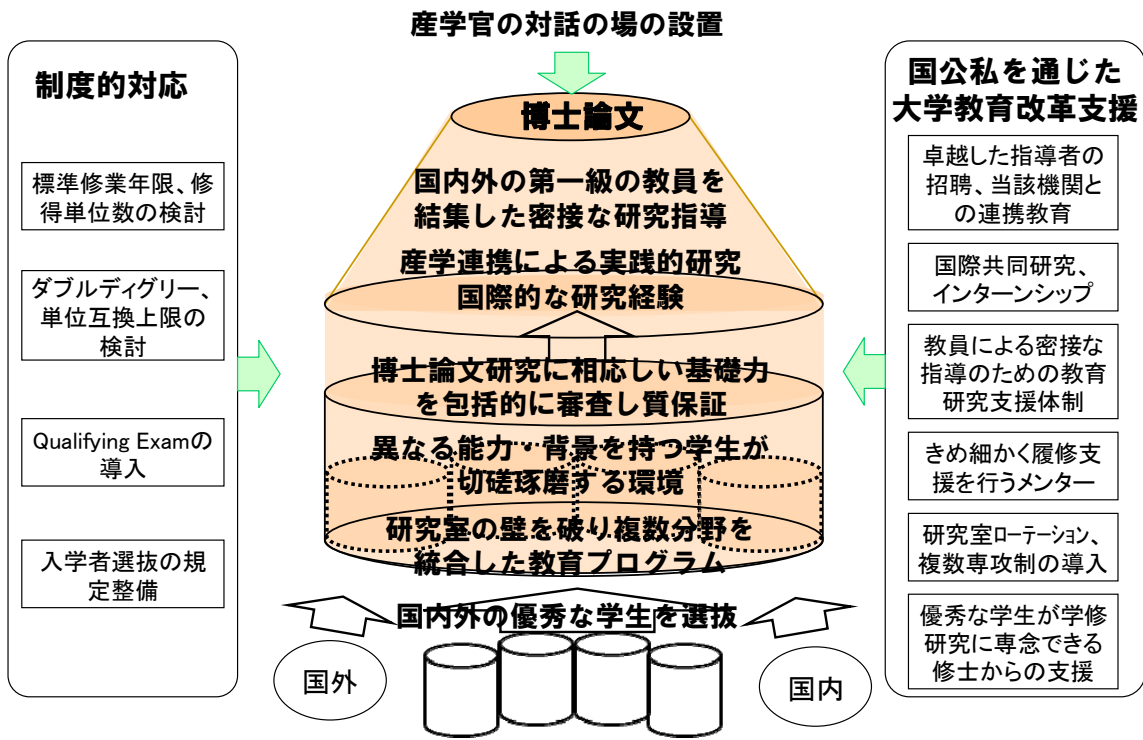 産学官の対話の場の設置
制度的対応
標準修業年限、修
得単位数の検討
ダブルディグリー、
単位互換上限の
検討
Qualifying Examの
導入
入学者選抜の規
定整備
博士論文
国内外の第一級の教員を
結集した密接な研究指導
産学連携による実践的研究
国際的な研究経験
博士論文研究に相応しい基礎力
を包括的に審査し質保証
異なる能力・背景を持つ学生が
切磋琢磨する環境
研究室の壁を破り複数分野を
統合した教育プログラム
国内外の優秀な学生を選抜
国外
国内
国公私を通じた
大学教育改革支援
卓越した指導者の
招聘、当該機関と
の連携教育
国際共同研究、
インターンシップ
教員による密接な
指導のための教育
研究支援体制
きめ細かく履修支
援を行うメンター
研究室ローテーション、
複数専攻制の導入
優秀な学生が学修
研究に専念できる
修士からの支援